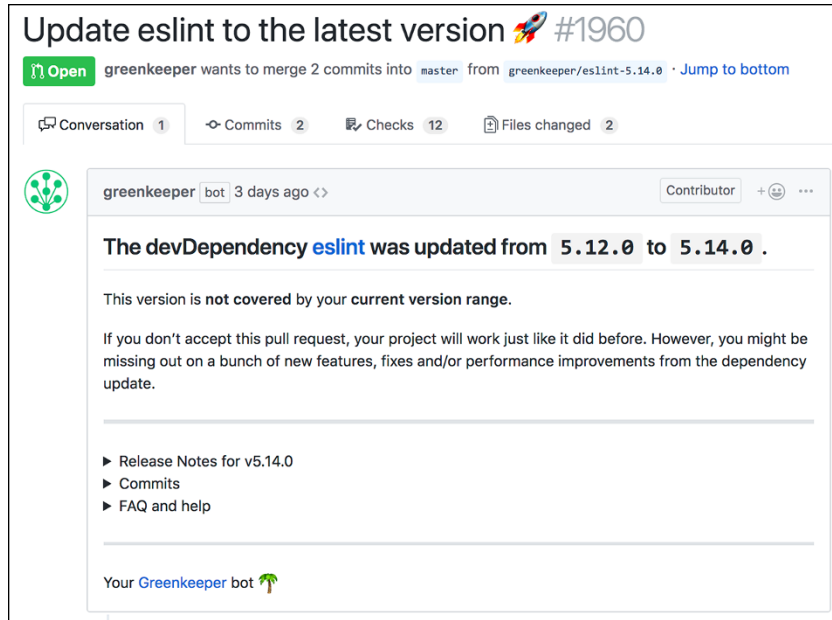 Update eslint to the latest version 🚀 #1960
Open greenkeeper wants to merge 2 commits into master from greenkeeper/eslint-5.14.0 · Jump to bottom
Conversation 1 Commits 2 Checks 12 Files changed 2
greenkeeper bot 3 days ago <> Contributor + ···
The devDependency eslint was updated from 5.12.0 to 5.14.0 .
This version is not covered by your current version range.
If you don’t accept this pull request, your project will work just like it did before. However, you might be
missing out on a bunch of new features, fixes and/or performance improvements from the dependency
update.
▶ Release Notes for v5.14.0
▶ Commits
▶ FAQ and help
Your Greenkeeper bot 🌴